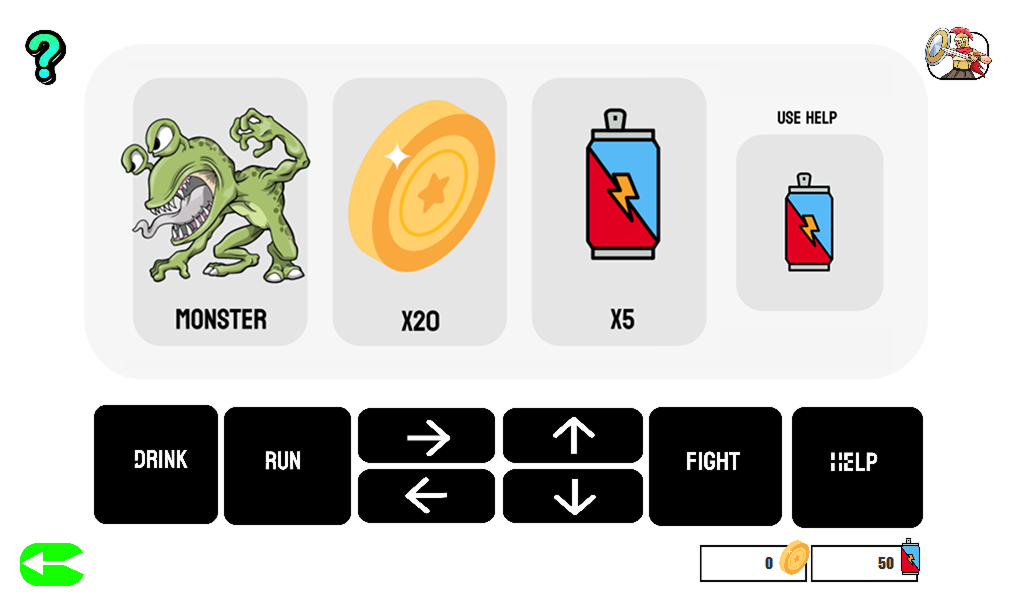 ?
USE HELP
MONSTER
X20
X5
DRINK
RUN
FIGHT
HELP
0
50